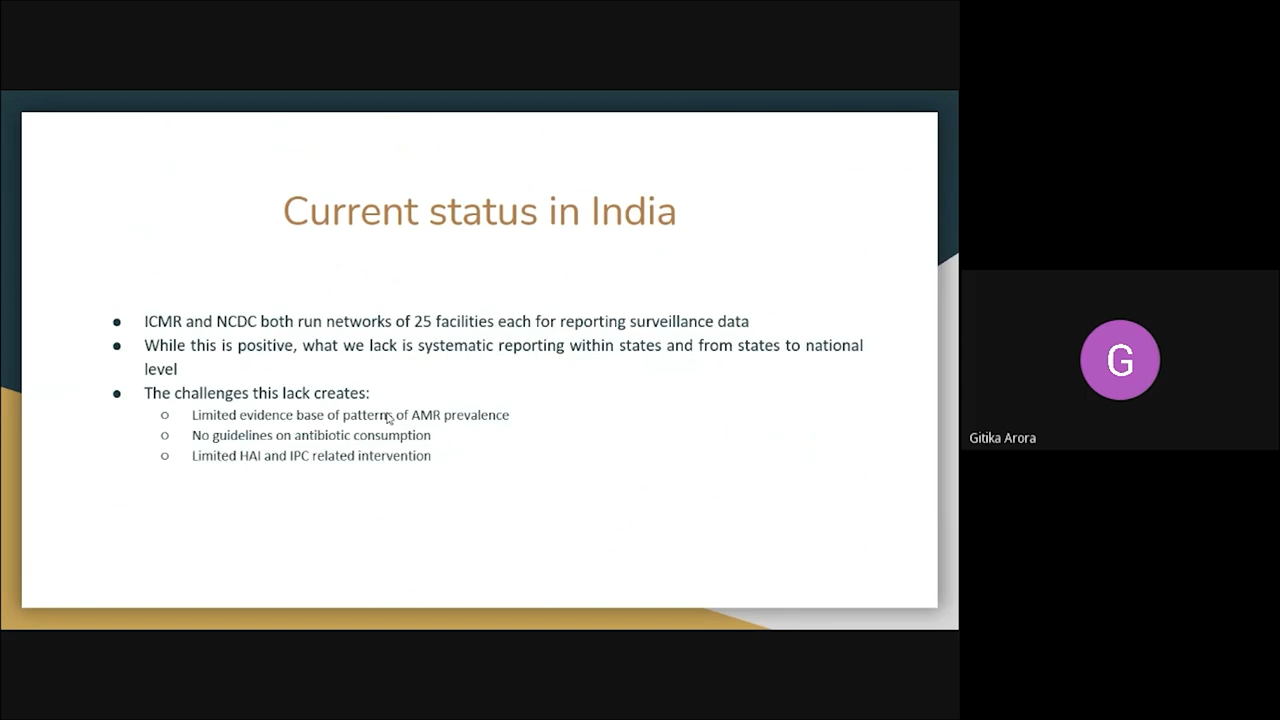 Current status in India
● ICMR and NCDC both run networks of 25 facilities each for reporting surveillance data
● While this is positive, what we lack is systematic reporting within states and from states to national
level
● The challenges this lack creates:
○ Limited evidence base of patterns of AMR prevalence
○ No guidelines on antibiotic consumption
○ Limited HAI and IPC related intervention
G
Gitika Arora